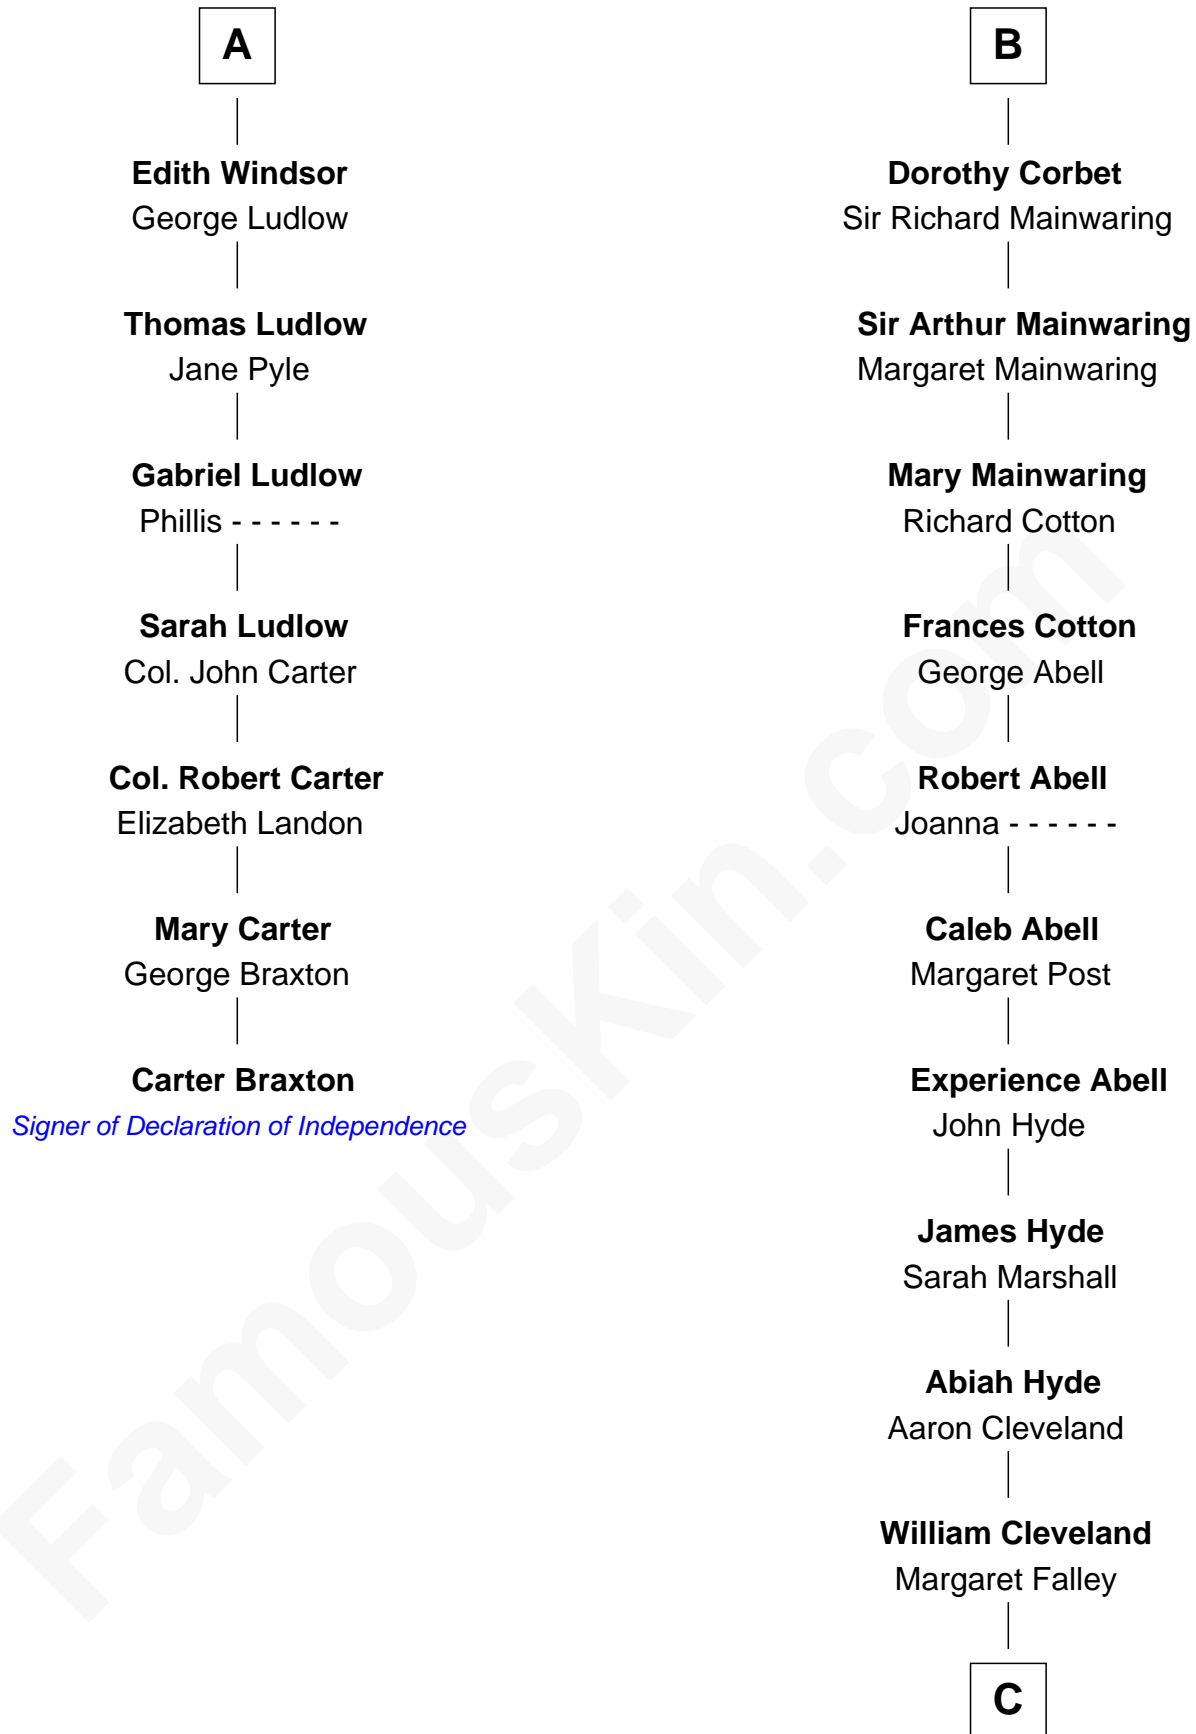 A
Edith Windsor
George Ludlow
Thomas Ludlow
Jane Pyle
Gabriel Ludlow
Phillis - - - - - -
Sarah Ludlow
Col. John Carter
Col. Robert Carter
Elizabeth Landon
Mary Carter
George Braxton
Carter Braxton
Signer of Declaration of Independence
B
Dorothy Corbet
Sir Richard Mainwaring
Sir Arthur Mainwaring
Margaret Mainwaring
Mary Mainwaring
Richard Cotton
Frances Cotton
George Abell
Robert Abell
Joanna - - - - - -
Caleb Abell
Margaret Post
Experience Abell
John Hyde
James Hyde
Sarah Marshall
Abiah Hyde
Aaron Cleveland
William Cleveland
Margaret Falley
C
FamousKin.com